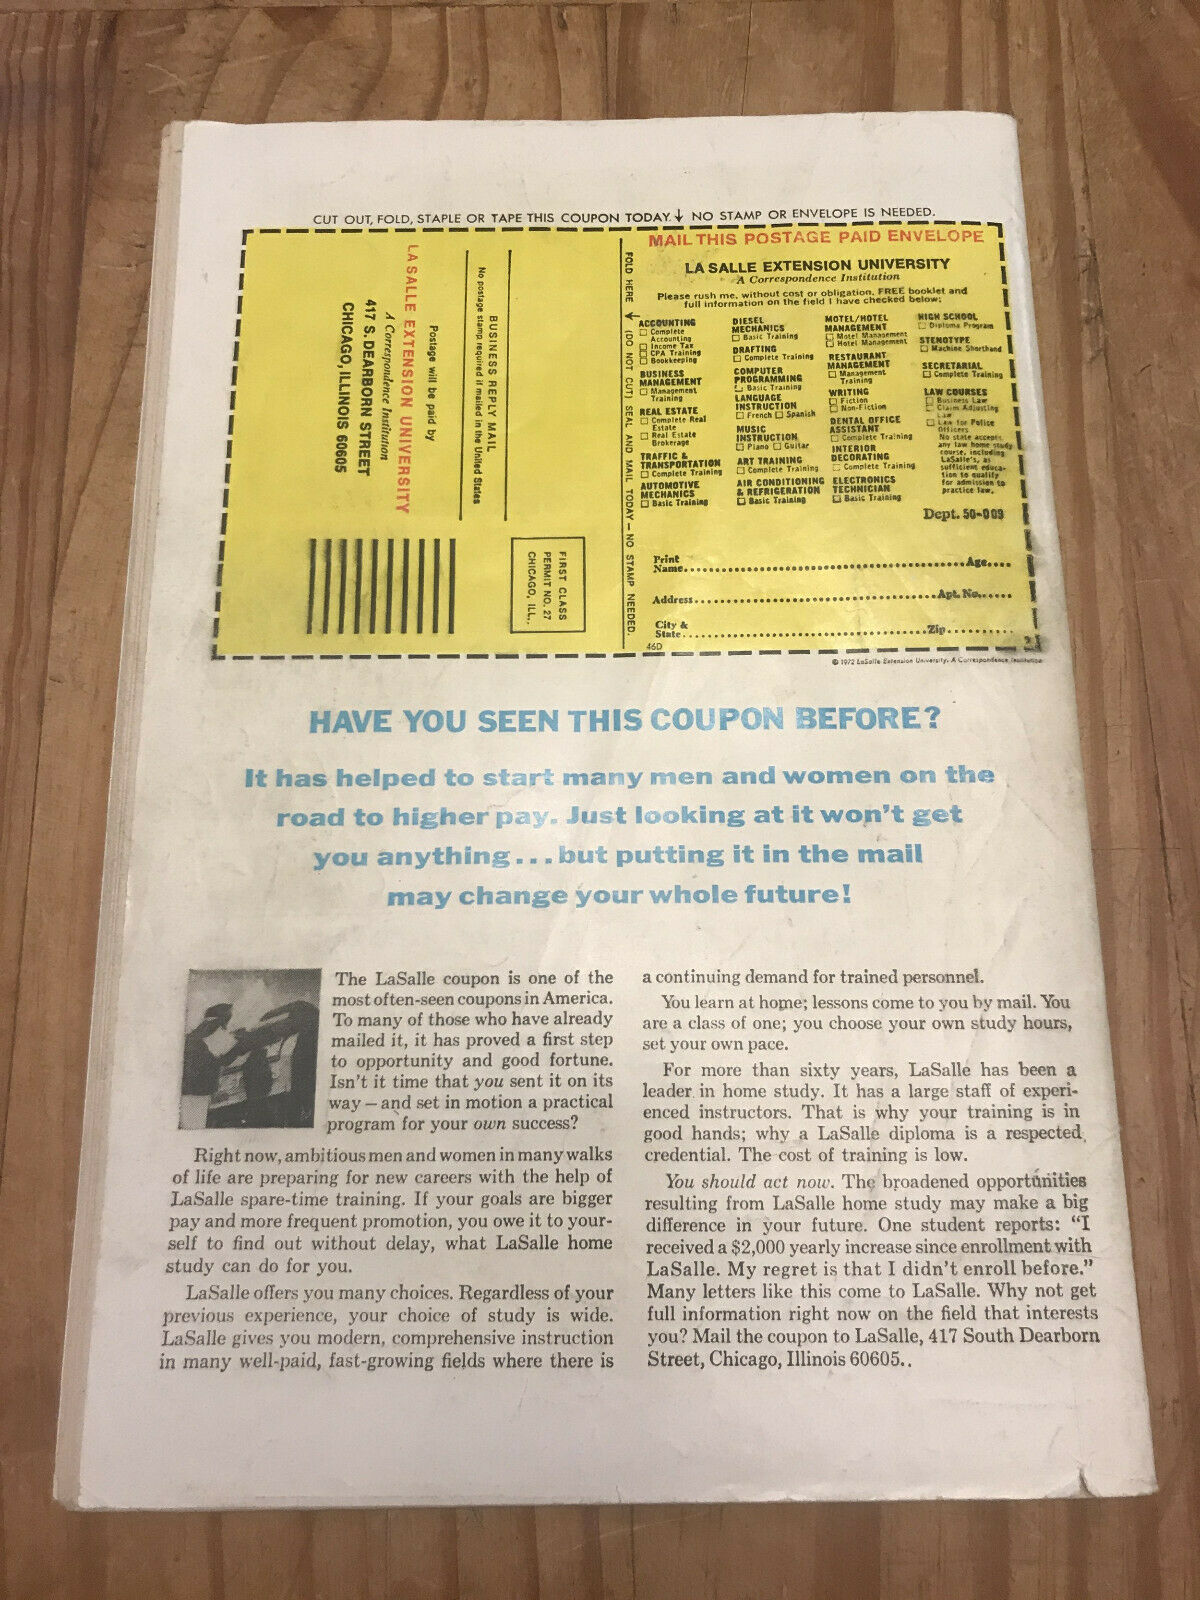 CUT OUT, FOLD, STAPLE OR TAPE THIS COUPON TODAY ↓ NO STAMP OR ENVELOPE IS NEEDED.
Postage will be paid by
LA SALLE EXTENSION UNIVERSITY
A Correspondence Institution
417 S. DEARBORN STREET
CHICAGO, ILLINOIS 60605
BUSINESS REPLY MAIL
No postage stamp required if mailed in the United States
FIRST CLASS
PERMIT NO. 27
CHICAGO, ILL.
FOLD HERE ↓ (DO NOT CUT) SEAL AND MAIL TODAY – NO STAMP NEEDED.
MAIL THIS POSTAGE PAID ENVELOPE
LA SALLE EXTENSION UNIVERSITY
A Correspondence Institution
Please rush me, without cost or obligation, FREE booklet and
full information on the field I have checked below:
ACCOUNTING
☐ Complete
Accounting
☐ Income Tax
☐ CPA Training
☐ Bookkeeping
BUSINESS
MANAGEMENT
☐ Management
Training
REAL ESTATE
☐ Complete Real
Estate
☐ Real Estate
Brokerage
TRAFFIC &
TRANSPORTATION
☐ Complete Training
AUTOMOTIVE
MECHANICS
☐ Basic Training
DIESEL
MECHANICS
☐ Basic Training
DRAFTING
☐ Complete Training
COMPUTER
PROGRAMMING
☐ Basic Training
LANGUAGE
INSTRUCTION
☐ French ☐ Spanish
MUSIC
INSTRUCTION
☐ Piano ☐ Guitar
ART TRAINING
☐ Complete Training
AIR CONDITIONING
& REFRIGERATION
☐ Basic Training
MOTEL/HOTEL
MANAGEMENT
☐ Motel Management
☐ Hotel Management
RESTAURANT
MANAGEMENT
☐ Management
Training
WRITING
☐ Fiction
☐ Non-Fiction
DENTAL OFFICE
ASSISTANT
☐ Complete Training
INTERIOR
DECORATING
☐ Complete Training
ELECTRONICS
TECHNICIAN
☐ Basic Training
HIGH SCHOOL
☐ Diploma Program
STENOTYPE
☐ Machine Shorthand
SECRETARIAL
☐ Complete Training
LAW COURSES
☐ Business Law
☐ Claim Adjusting
Law
☐ Law for Police
Officers
No state accepts
any law home study
course, including
LaSalle's, as
sufficient educa-
tion to qualify
for admission to
practice law.
Dept. 50-009
Print
Name Age
Address Apt. No.
City &
State Zip
46D
© 1972 LaSalle Extension University, A Correspondence Institution
HAVE YOU SEEN THIS COUPON BEFORE?
It has helped to start many men and women on the
road to higher pay. Just looking at it won't get
you anything...but putting it in the mail
may change your whole future!
The LaSalle coupon is one of the
most often-seen coupons in America.
To many of those who have already
mailed it, it has proved a first step
to opportunity and good fortune.
Isn't it time that you sent it on its
way – and set in motion a practical
program for your own success?
Right now, ambitious men and women in many walks
of life are preparing for new careers with the help of
LaSalle spare-time training. If your goals are bigger
pay and more frequent promotion, you owe it to your-
self to find out without delay, what LaSalle home
study can do for you.
LaSalle offers you many choices. Regardless of your
previous experience, your choice of study is wide.
LaSalle gives you modern, comprehensive instruction
in many well-paid, fast-growing fields where there is
a continuing demand for trained personnel.
You learn at home; lessons come to you by mail. You
are a class of one; you choose your own study hours,
set your own pace.
For more than sixty years, LaSalle has been a
leader in home study. It has a large staff of experi-
enced instructors. That is why your training is in
good hands; why a LaSalle diploma is a respected
credential. The cost of training is low.
You should act now. The broadened opportunities
resulting from LaSalle home study may make a big
difference in your future. One student reports: "I
received a $2,000 yearly increase since enrollment with
LaSalle. My regret is that I didn't enroll before."
Many letters like this come to LaSalle. Why not get
full information right now on the field that interests
you? Mail the coupon to LaSalle, 417 South Dearborn
Street, Chicago, Illinois 60605..